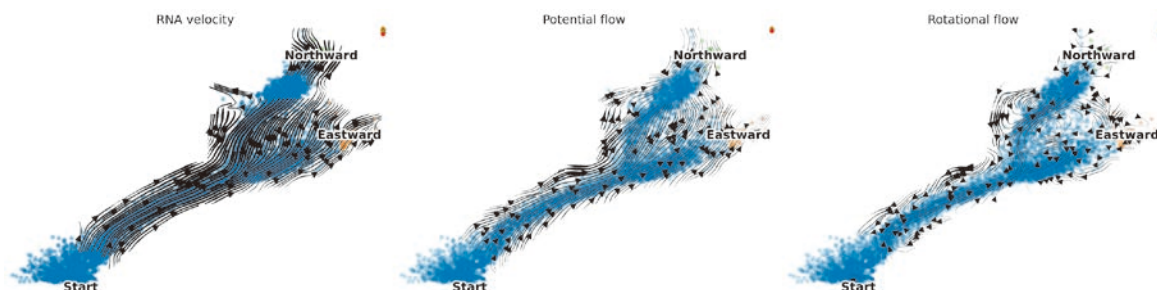 RNA velocity
Potential flow
Rotational flow
Northward
Northward
Northward
Eastward
Eastward
Eastward
Start
Start
Start